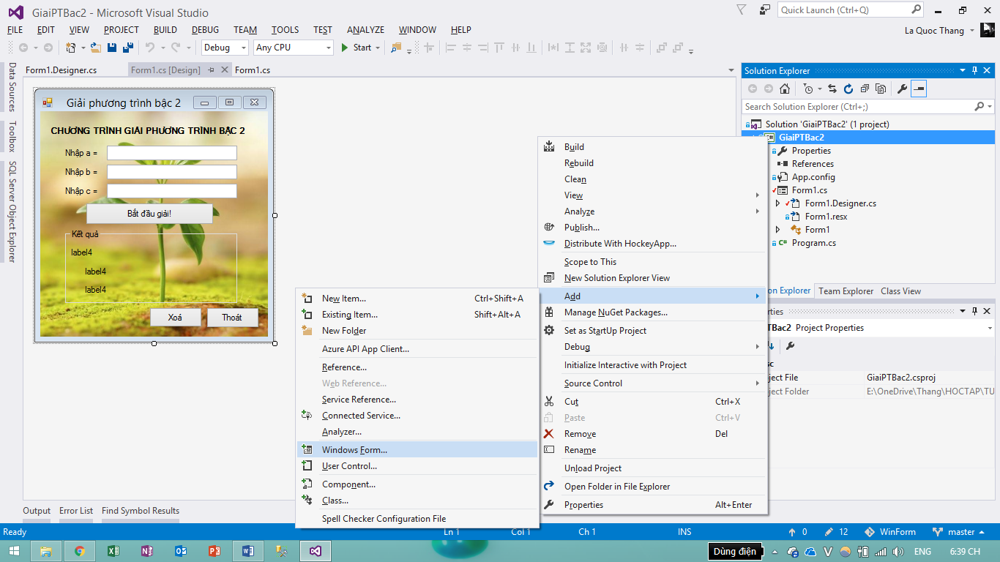 GiaiPTBac2 - Microsoft Visual Studio
Quick Launch (Ctrl+Q)
FILE EDIT VIEW PROJECT BUILD DEBUG TEAM TOOLS TEST ANALYZE WINDOW HELP
La Quoc Thang
Debug Any CPU Start
Data Sources
Toolbox
SQL Server Object Explorer
Form1.Designer.cs Form1.cs [Design] Form1.cs
Giải phương trình bậc 2
CHƯƠNG TRÌNH GIẢI PHƯƠNG TRÌNH BẬC 2
Nhập a =
Nhập b =
Nhập c =
Bắt đầu giải!
Kết quả
label4
label4
label4
Xoá Thoát
New Item... Ctrl+Shift+A
Existing Item... Shift+Alt+A
New Folder
Azure API App Client...
Reference...
Web Reference...
Service Reference...
Connected Service...
Analyzer...
Windows Form...
User Control...
Component...
Class...
Spell Checker Configuration File
Build
Rebuild
Clean
View
Analyze
Publish...
Distribute With HockeyApp...
Scope to This
New Solution Explorer View
Add
Manage NuGet Packages...
Set as StartUp Project
Debug
Initialize Interactive with Project
Source Control
Cut Ctrl+X
Paste Ctrl+V
Remove Del
Rename
Unload Project
Open Folder in File Explorer
Properties Alt+Enter
Solution Explorer
Search Solution Explorer (Ctrl+;)
Solution 'GiaiPTBac2' (1 project)
C# GiaiPTBac2
Properties
References
App.config
Form1.cs
Form1.Designer.cs
Form1.resx
Form1
C# Program.cs
on Explorer Team Explorer Class View
rties
TBac2 Project Properties
sc
ject File GiaiPTBac2.csproj
ject Folder E:\OneDrive\Thang\HOCTAP\TU
Output Error List Find Symbol Results
Ready Ln 1 Col 1 Ch 1 INS 0 12 WinForm master
Dùng điện ENG 6:39 CH